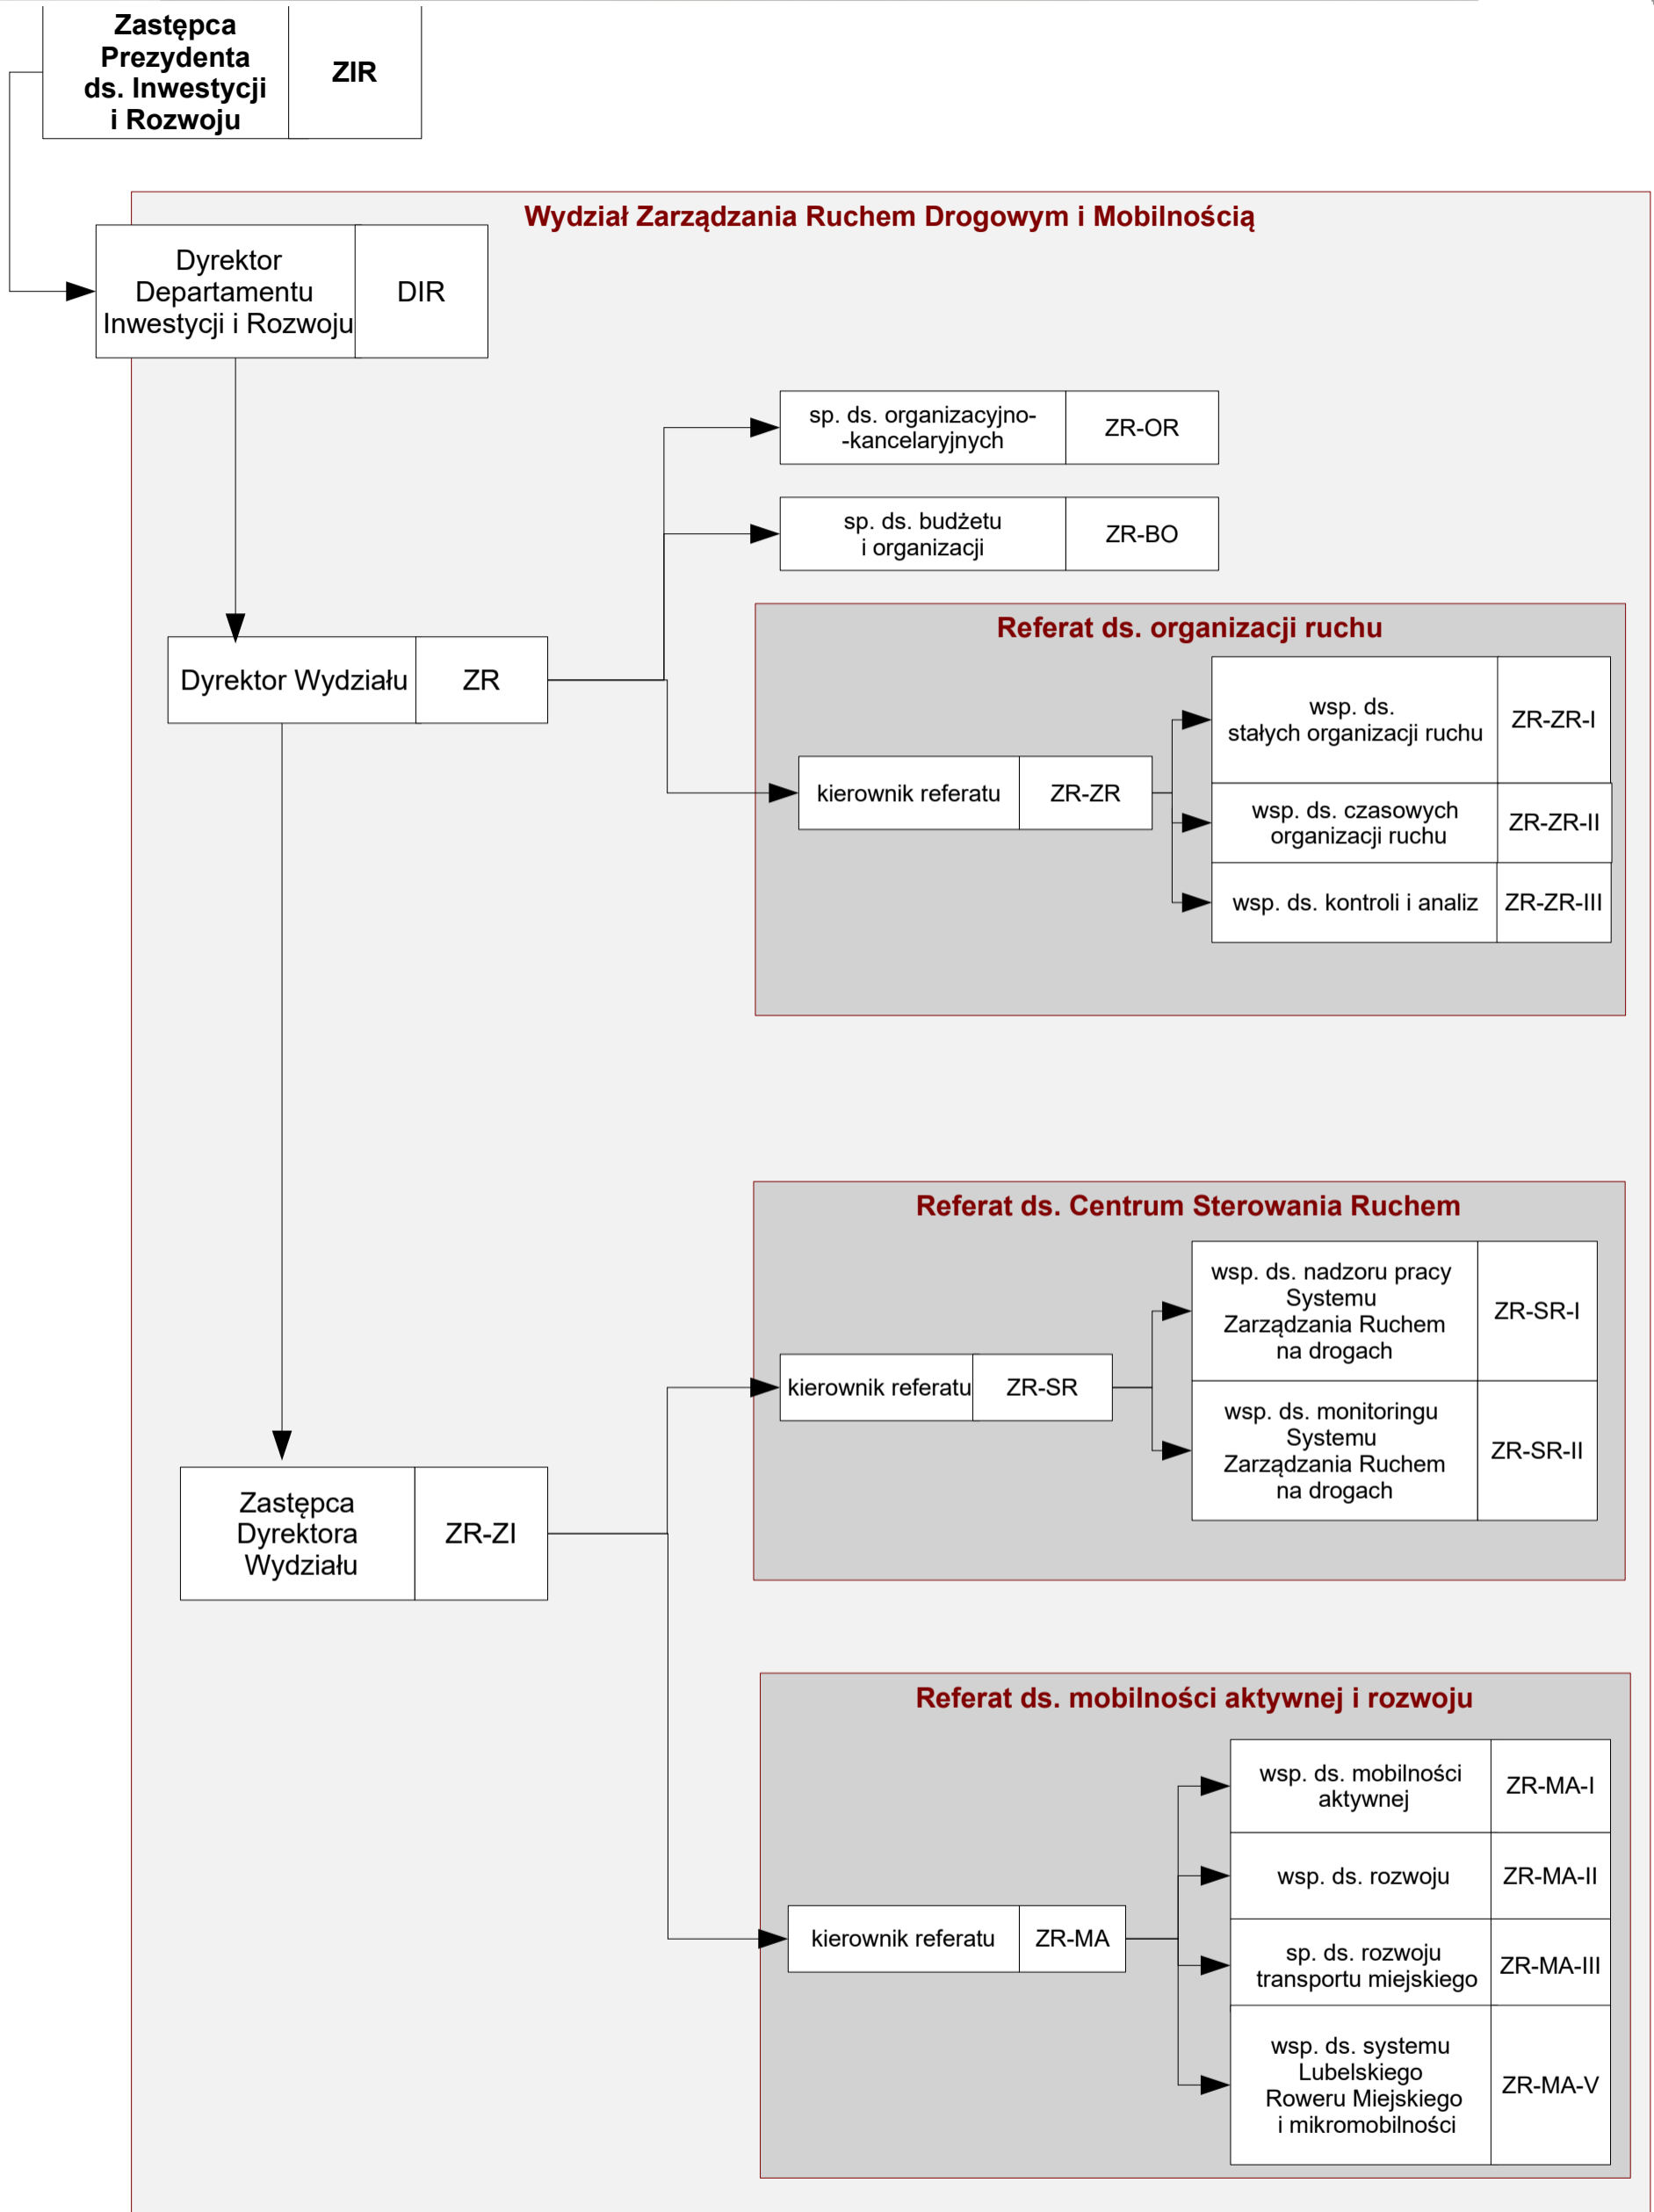 Zastępca
Prezydenta
ds. Inwestycji
i Rozwoju
ZIR
Wydział Zarządzania Ruchem Drogowym i Mobilnością
Dyrektor
Departamentu
Inwestycji i Rozwoju
DIR
sp. ds. organizacyjno-
-kancelaryjnych
ZR-OR
sp. ds. budżetu
i organizacji
ZR-BO
Dyrektor Wydziału
ZR
Referat ds. organizacji ruchu
kierownik referatu
ZR-ZR
wsp. ds.
stałych organizacji ruchu
ZR-ZR-I
wsp. ds. czasowych
organizacji ruchu
ZR-ZR-II
wsp. ds. kontroli i analiz
ZR-ZR-III
Zastępca
Dyrektora
Wydziału
ZR-ZI
Referat ds. Centrum Sterowania Ruchem
kierownik referatu
ZR-SR
wsp. ds. nadzoru pracy
Systemu
Zarządzania Ruchem
na drogach
ZR-SR-I
wsp. ds. monitoringu
Systemu
Zarządzania Ruchem
na drogach
ZR-SR-II
Referat ds. mobilności aktywnej i rozwoju
kierownik referatu
ZR-MA
wsp. ds. mobilności
aktywnej
ZR-MA-I
wsp. ds. rozwoju
ZR-MA-II
sp. ds. rozwoju
transportu miejskiego
ZR-MA-III
wsp. ds. systemu
Lubelskiego
Roweru Miejskiego
i mikromobilności
ZR-MA-V